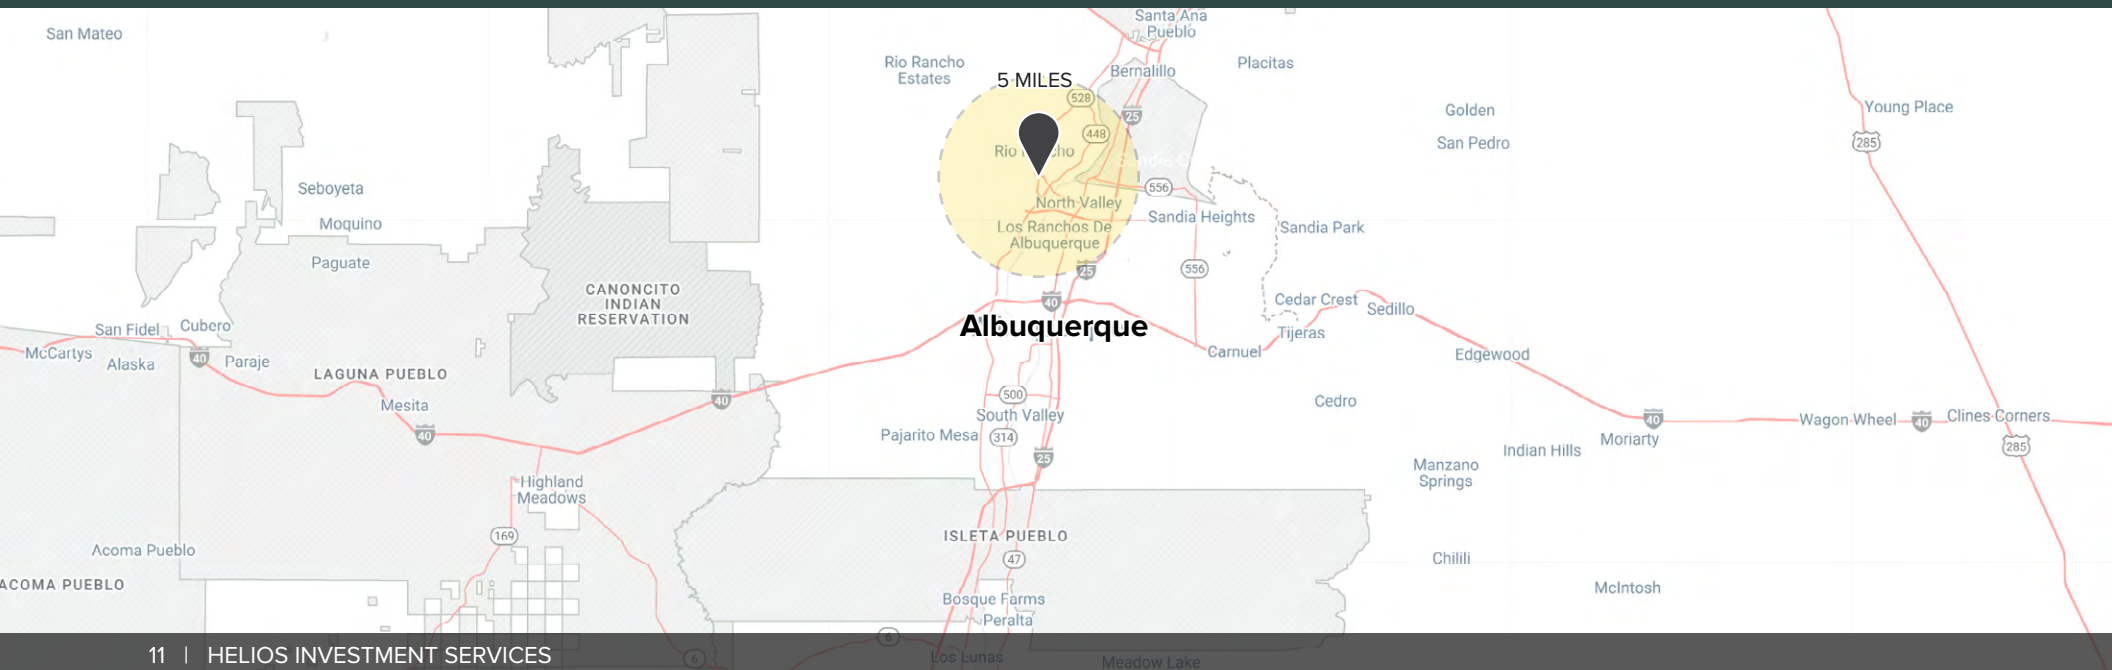 Santa Ana
Pueblo
San Mateo
Rio Rancho
Estates
Bernalillo
Placitas
5 MILES
528
25
448
Golden
Young Place
San Pedro
285
Rio
cho
Seboyeta
556
Moquino
North Valley
Sandia Heights
Los Ranchos De
Albuquerque
Sandia Park
Paguate
25
556
CANONCITO
INDIAN
RESERVATION
40
Cedar Crest
Sedillo
San Fidel
Cubero
Albuquerque
Tijeras
McCartys
Alaska
40
Paraje
Carnuel
Edgewood
LAGUNA PUEBLO
Mesita
40
500
Cedro
South Valley
40
Wagon Wheel
40
Clines Corners
40
Pajarito Mesa
314
Moriarty
285
Indian Hills
25
Manzano
Springs
Highland
Meadows
169
ISLETA PUEBLO
Acoma Pueblo
47
Chilili
ACOMA PUEBLO
McIntosh
Bosque Farms
Peralta
6
11 | HELIOS INVESTMENT SERVICES
6
Los Lunas
Meadow Lake